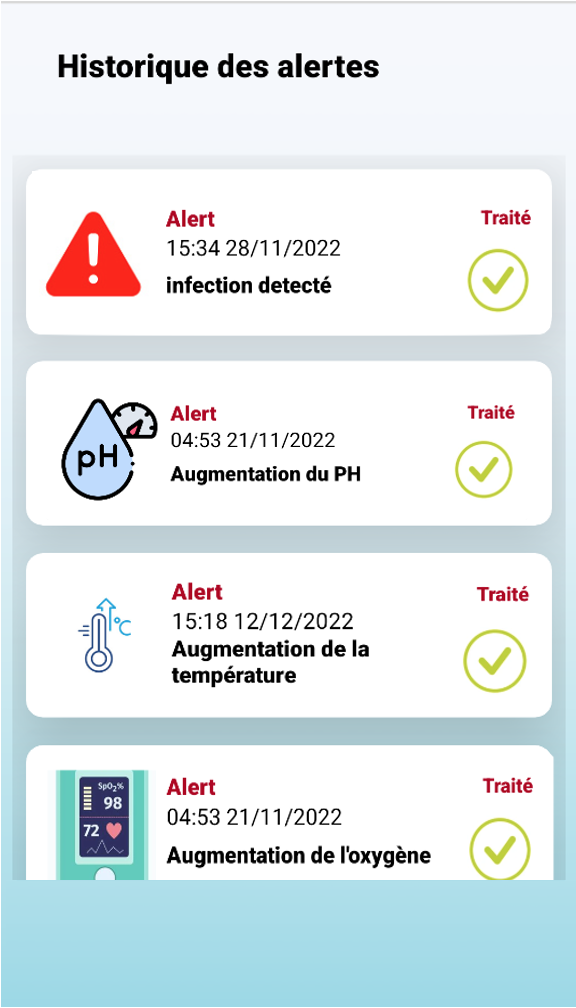 Historique des alertes
Alert
Traité
15:34 28/11/2022
infection detecté
pH
Alert
Traité
04:53 21/11/2022
Augmentation du PH
°C
Alert
Traité
15:18 12/12/2022
Augmentation de la
température
SpO2%
98
72
Alert
Traité
04:53 21/11/2022
Augmentation de l'oxygène